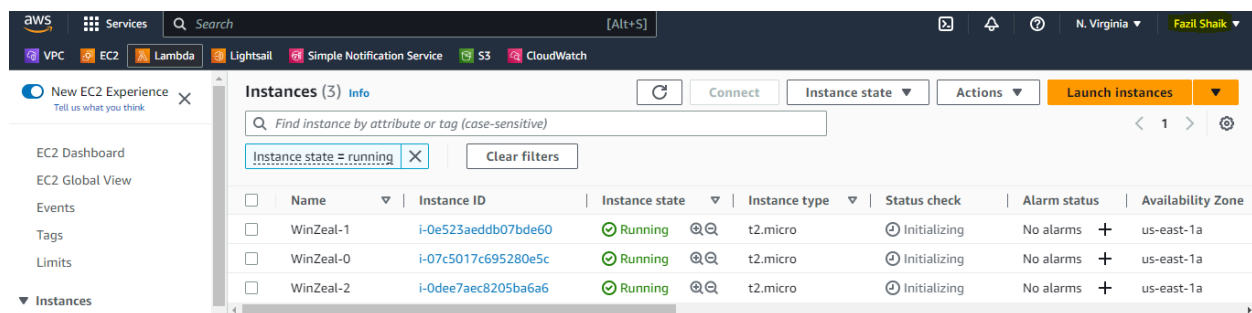 aws Services Search [Alt+S] N. Virginia Fazil Shaik
VPC EC2 Lambda Lightsail Simple Notification Service S3 CloudWatch
New EC2 Experience
Tell us what you think
EC2 Dashboard
EC2 Global View
Events
Tags
Limits
Instances
Instances (3) Info Connect Instance state Actions Launch instances
Find instance by attribute or tag (case-sensitive) 1
Instance state = running Clear filters
Name Instance ID Instance state Instance type Status check Alarm status Availability Zone
WinZeal-1 i-0e523aeddb07bde60 Running t2.micro Initializing No alarms + us-east-1a
WinZeal-0 i-07c5017c695280e5c Running t2.micro Initializing No alarms + us-east-1a
WinZeal-2 i-0dee7aec8205ba6a6 Running t2.micro Initializing No alarms + us-east-1a